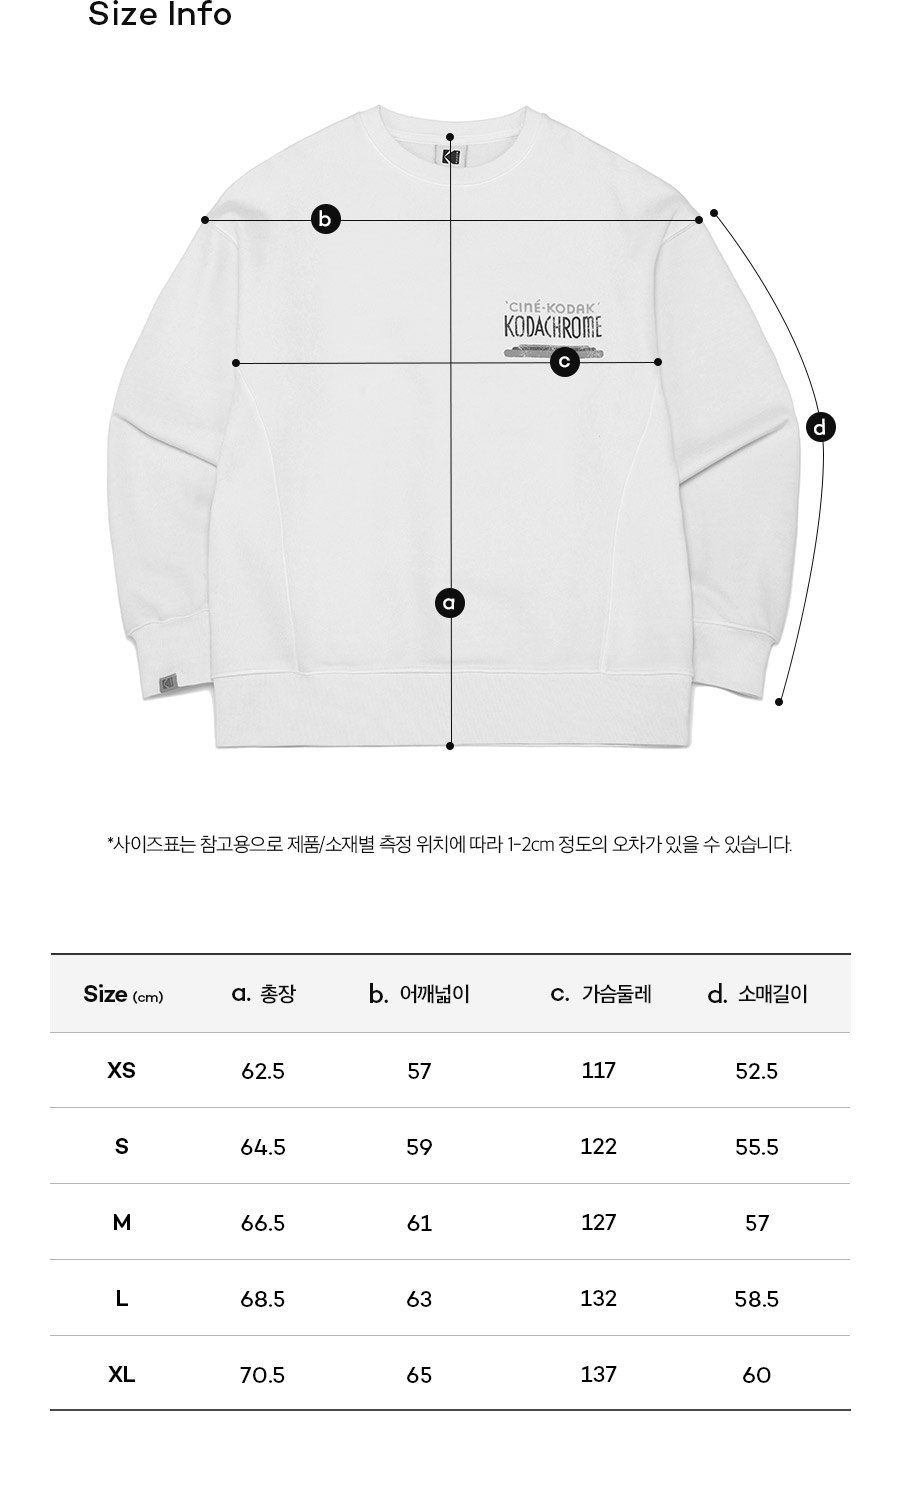 Size Info
b
CINÉ-KODAK
KODACHROME
c
d
a
*사이즈표는 참고용으로 제품/소재별 측정 위치에 따라 1-2cm 정도의 오차가 있을 수 있습니다.
Size (cm) a. 총장 b. 어깨넓이 c. 가슴둘레 d. 소매길이
XS 62.5 57 117 52.5
S 64.5 59 122 55.5
M 66.5 61 127 57
L 68.5 63 132 58.5
XL 70.5 65 137 60